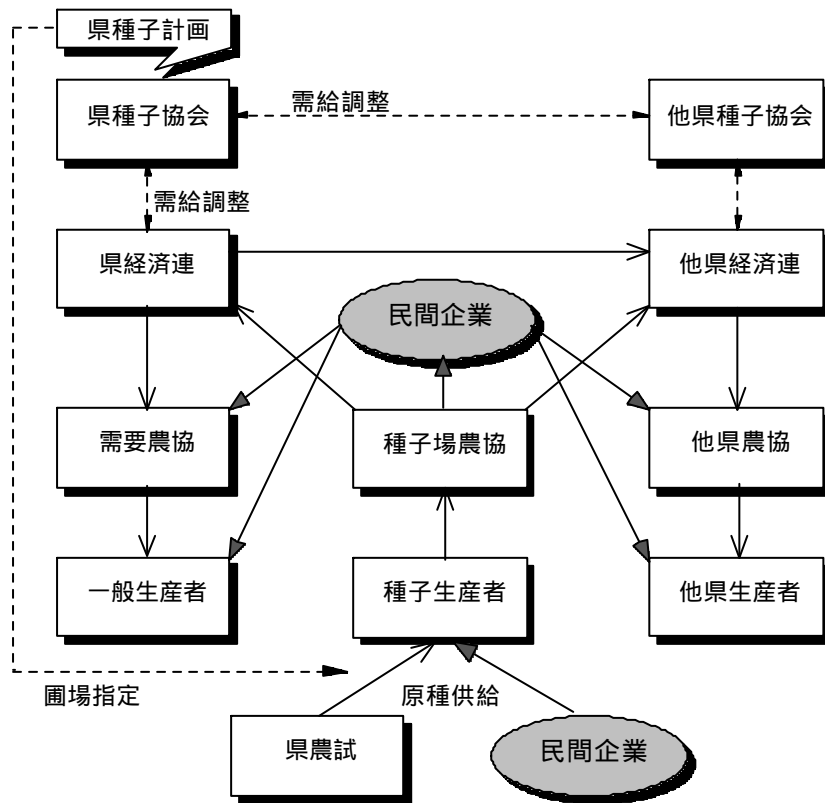 県種子計画
県種子協会
需給調整
他県種子協会
需給調整
県経済連
他県経済連
民間企業
需要農協
種子場農協
他県農協
一般生産者
種子生産者
他県生産者
圃場指定
原種供給
県農試
民間企業